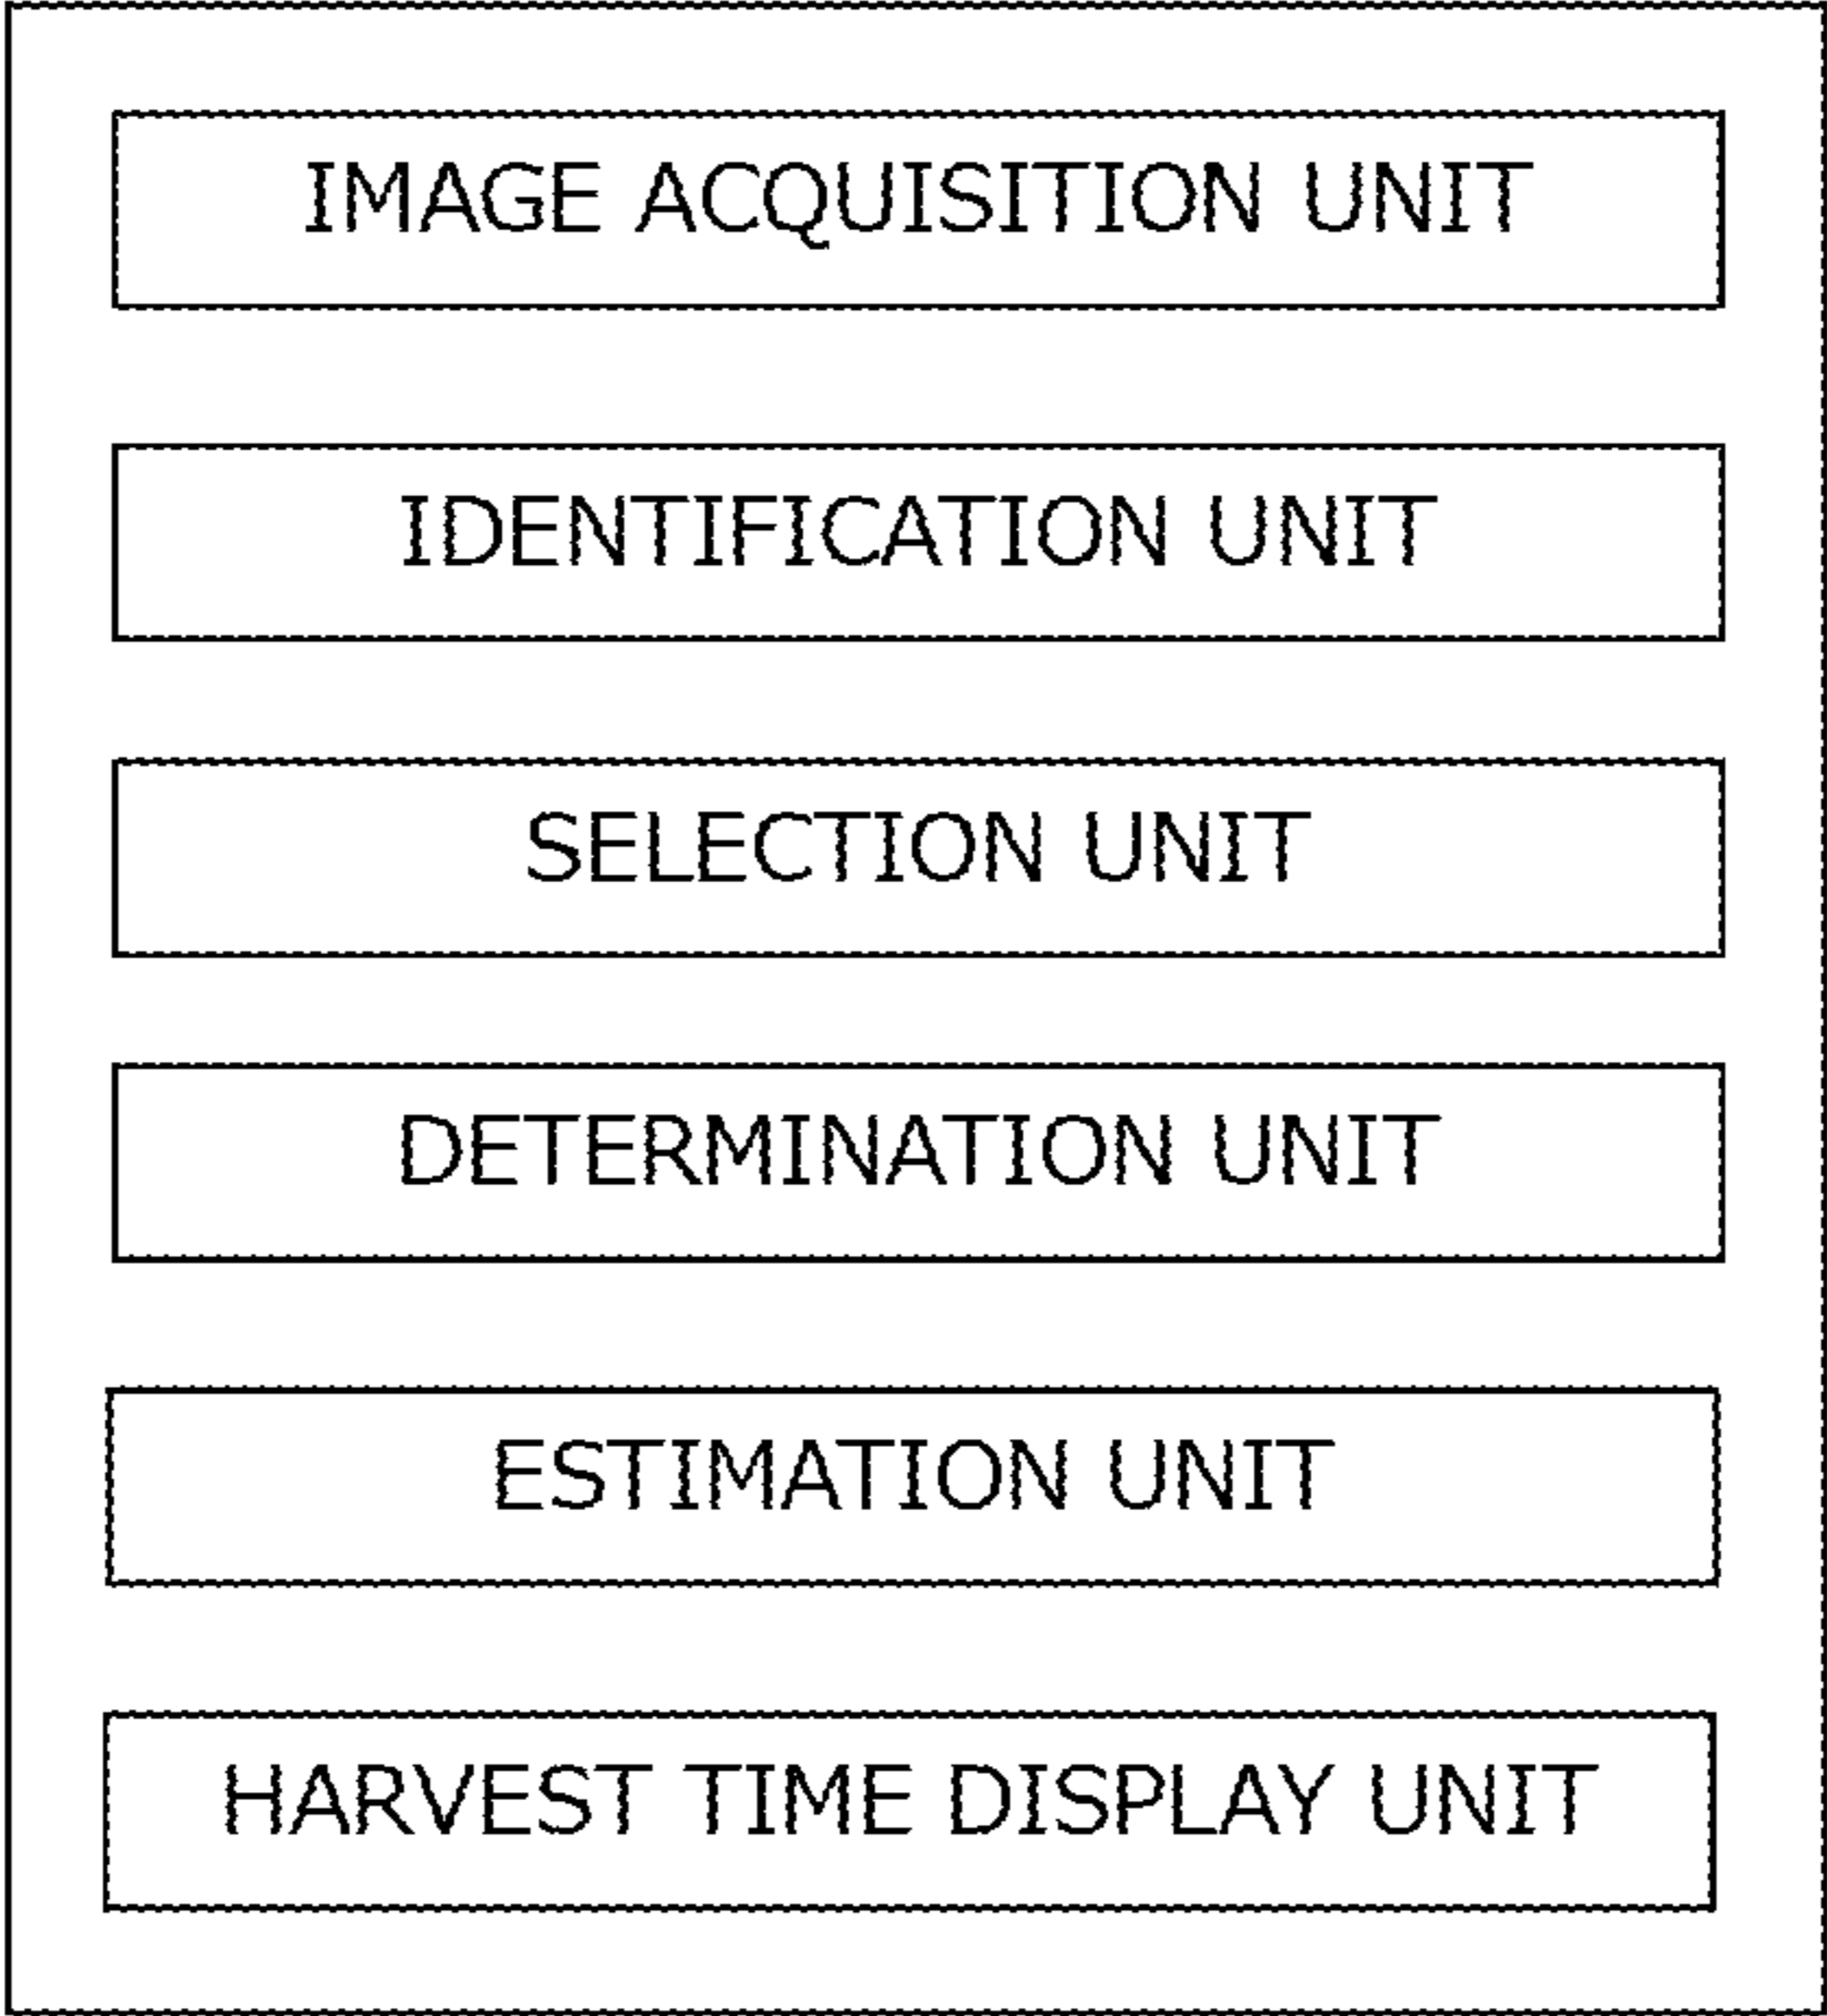 IMAGE ACQUISITION UNIT
IDENTIFICATION UNIT
SELECTION UNIT
DETERMINATION UNIT
ESTIMATION UNIT
HARVEST TIME DISPLAY UNIT